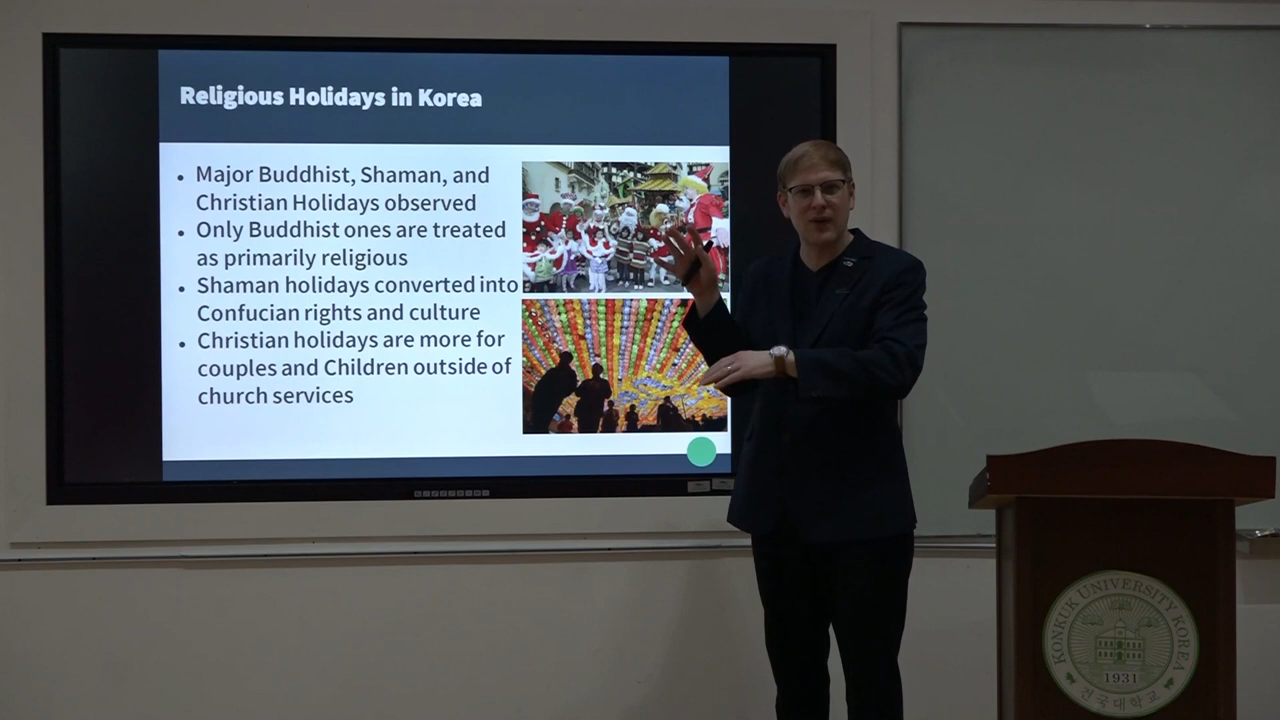 Religious Holidays in Korea
• Major Buddhist, Shaman, and
Christian Holidays observed
• Only Buddhist ones are treated
as primarily religious
• Shaman holidays converted into
Confucian rights and culture
• Christian holidays are more for
couples and Children outside of
church services
KONKUK UNIVERSITY KOREA
1931
건국대학교